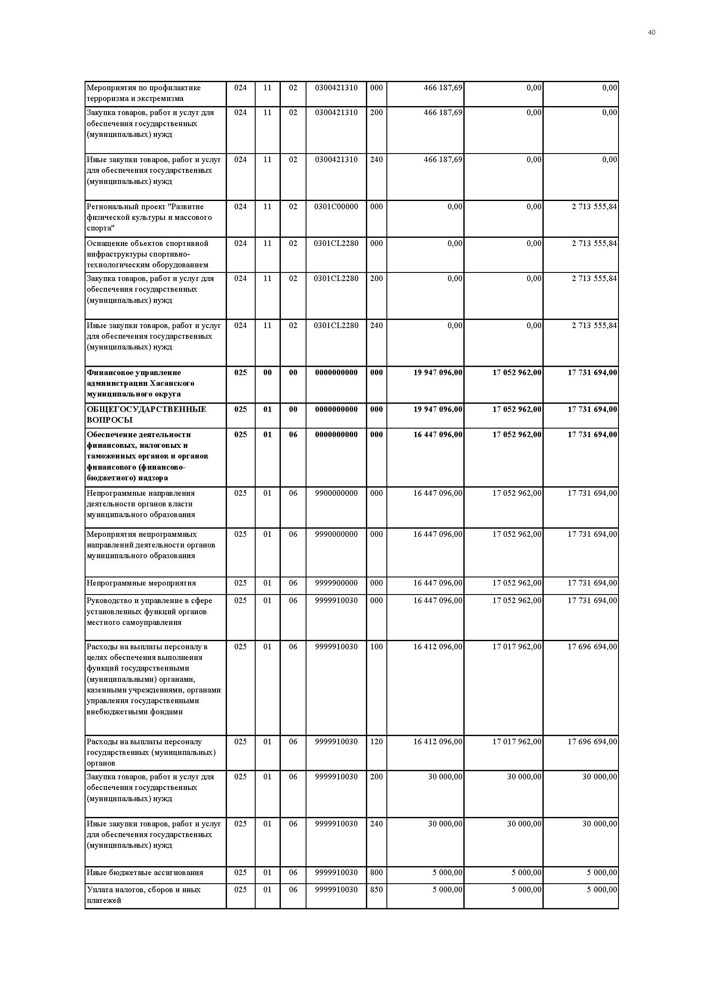 40
Мероприятия по профилактике 024 11 02 0300421310 000 466 187,69 0,00 0,00
терроризма и экстремизма
Закупка товаров, работ и услуг для 024 11 02 0300421310 200 466 187,69 0,00 0,00
обеспечения государственных
(муниципальных) нужд
Иные закупки товаров, работ и услуг 024 11 02 0300421310 240 466 187,69 0,00 0,00
для обеспечения государственных
(муниципальных) нужд
Региональный проект "Развитие 024 11 02 0301С00000 000 0,00 0,00 2 713 555,84
физической культуры и массового
спорта"
Оснащение объектов спортивной 024 11 02 0301CL2280 000 0,00 0,00 2 713 555,84
инфраструктуры спортивно-
технологическим оборудованием
Закупка товаров, работ и услуг для 024 11 02 0301CL2280 200 0,00 0,00 2 713 555,84
обеспечения государственных
(муниципальных) нужд
Иные закупки товаров, работ и услуг 024 11 02 0301CL2280 240 0,00 0,00 2 713 555,84
для обеспечения государственных
(муниципальных) нужд
Финансовое управление 025 00 00 0000000000 000 19 947 096,00 17 052 962,00 17 731 694,00
администрации Хасанского
муниципального округа
ОБЩЕГОСУДАРСТВЕННЫЕ 025 01 00 0000000000 000 19 947 096,00 17 052 962,00 17 731 694,00
ВОПРОСЫ
Обеспечение деятельности 025 01 06 0000000000 000 16 447 096,00 17 052 962,00 17 731 694,00
финансовых, налоговых и
таможенных органов и органов
финансового (финансово-
бюджетного) надзора
Непрограммные направления 025 01 06 9900000000 000 16 447 096,00 17 052 962,00 17 731 694,00
деятельности органов власти
муниципального образования
Мероприятия непрограммных 025 01 06 9990000000 000 16 447 096,00 17 052 962,00 17 731 694,00
направлений деятельности органов
муниципального образования
Непрограммные мероприятия 025 01 06 9999900000 000 16 447 096,00 17 052 962,00 17 731 694,00
Руководство и управление в сфере 025 01 06 9999910030 000 16 447 096,00 17 052 962,00 17 731 694,00
установленных функций органов
местного самоуправления
Расходы на выплаты персоналу в 025 01 06 9999910030 100 16 412 096,00 17 017 962,00 17 696 694,00
целях обеспечения выполнения
функций государственными
(муниципальными) органами,
казенными учреждениями, органами
управления государственными
внебюджетными фондами
Расходы на выплаты персоналу 025 01 06 9999910030 120 16 412 096,00 17 017 962,00 17 696 694,00
государственных (муниципальных)
органов
Закупка товаров, работ и услуг для 025 01 06 9999910030 200 30 000,00 30 000,00 30 000,00
обеспечения государственных
(муниципальных) нужд
Иные закупки товаров, работ и услуг 025 01 06 9999910030 240 30 000,00 30 000,00 30 000,00
для обеспечения государственных
(муниципальных) нужд
Иные бюджетные ассигнования 025 01 06 9999910030 800 5 000,00 5 000,00 5 000,00
Уплата налогов, сборов и иных 025 01 06 9999910030 850 5 000,00 5 000,00 5 000,00
платежей